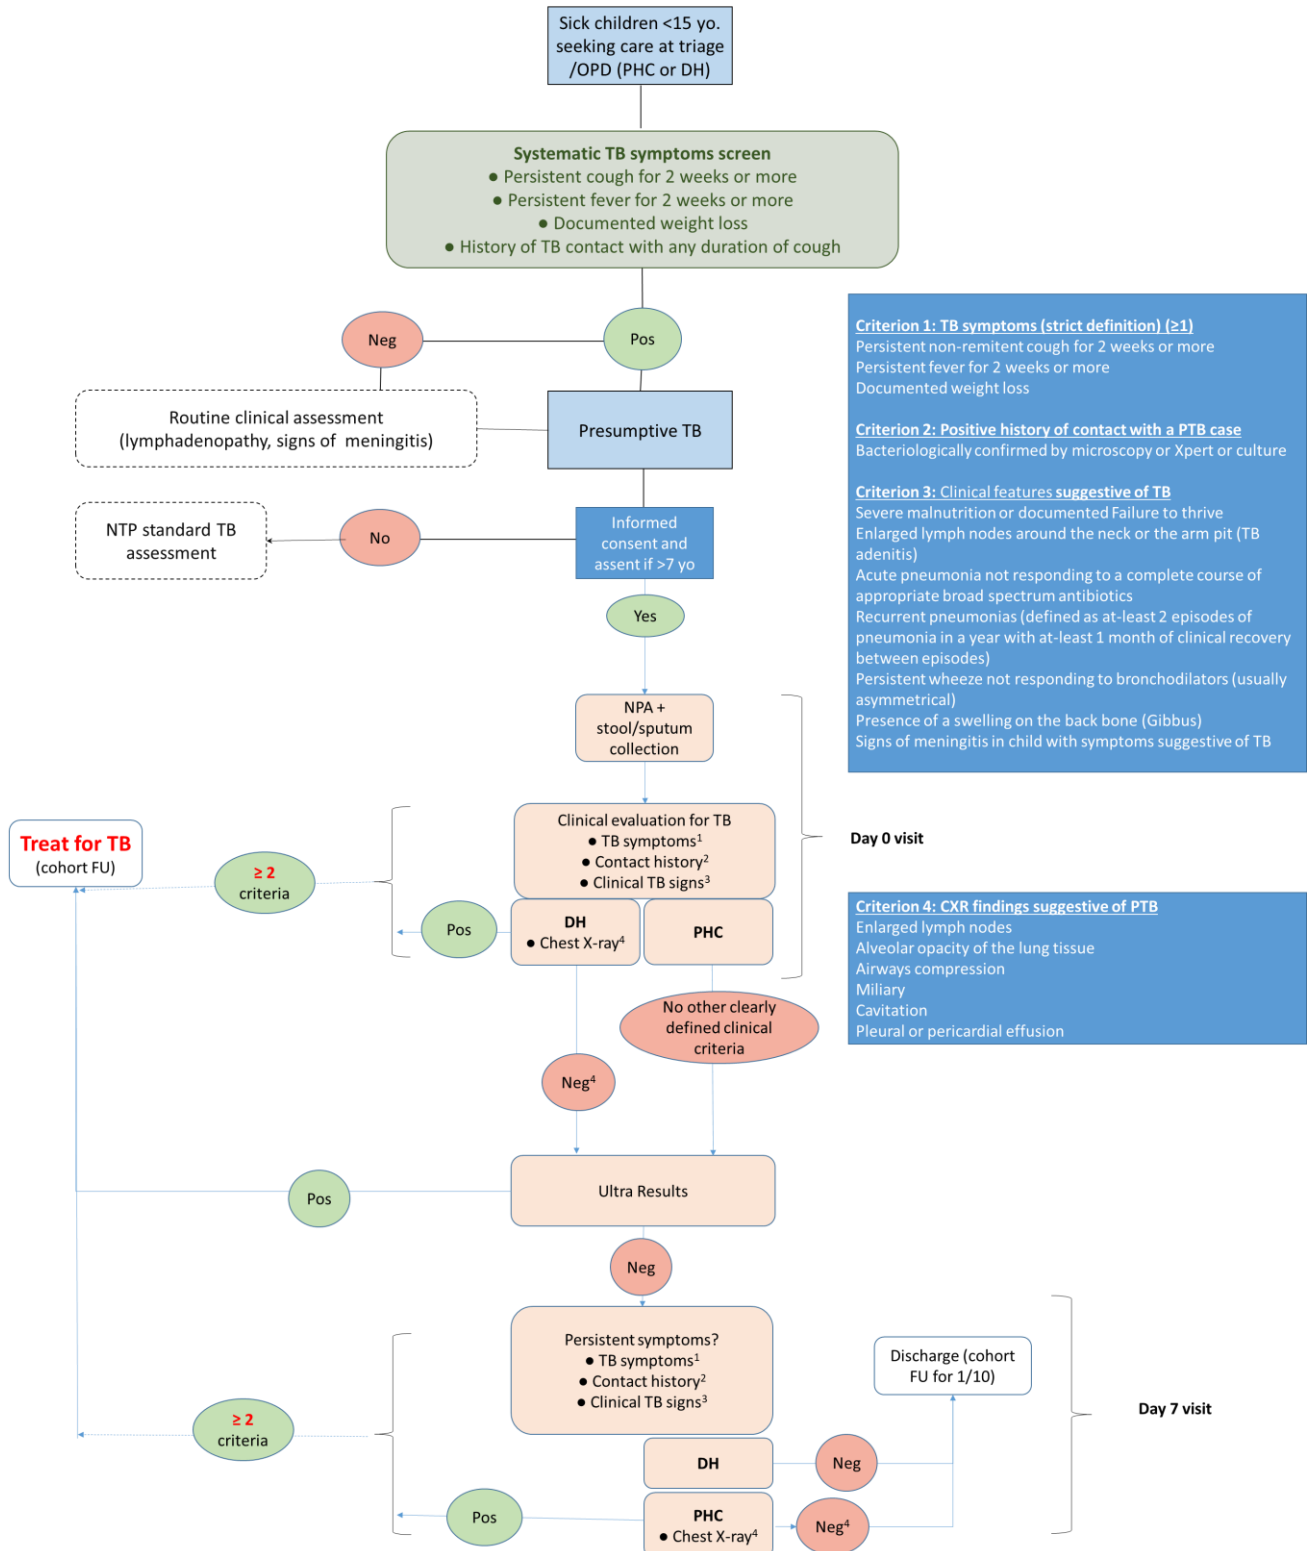 Sick children <15 yo.
seeking care at triage
/OPD (PHC or DH)
Systematic TB symptoms screen
● Persistent cough for 2 weeks or more
● Persistent fever for 2 weeks or more
● Documented weight loss
● History of TB contact with any duration of cough
Neg
Pos
Routine clinical assessment
(lymphadenopathy, signs of meningitis)
Presumptive TB
NTP standard TB
assessment
No
Informed
consent and
assent if >7 yo
Yes
Criterion 1: TB symptoms (strict definition) (≥1)
Persistent non-remitent cough for 2 weeks or more
Persistent fever for 2 weeks or more
Documented weight loss
Criterion 2: Positive history of contact with a PTB case
Bacteriologically confirmed by microscopy or Xpert or culture
Criterion 3: Clinical features suggestive of TB
Severe malnutrition or documented Failure to thrive
Enlarged lymph nodes around the neck or the arm pit (TB
adenitis)
Acute pneumonia not responding to a complete course of
appropriate broad spectrum antibiotics
Recurrent pneumonias (defined as at-least 2 episodes of
pneumonia in a year with at-least 1 month of clinical recovery
between episodes)
Persistent wheeze not responding to bronchodilators (usually
asymmetrical)
Presence of a swelling on the back bone (Gibbus)
Signs of meningitis in child with symptoms suggestive of TB
NPA +
stool/sputum
collection
Clinical evaluation for TB
● TB symptoms¹
● Contact history²
● Clinical TB signs³
Day 0 visit
Treat for TB
(cohort FU)
≥ 2
criteria
Pos
DH
● Chest X-ray⁴
PHC
Criterion 4: CXR findings suggestive of PTB
Enlarged lymph nodes
Alveolar opacity of the lung tissue
Airways compression
Miliary
Cavitation
Pleural or pericardial effusion
No other clearly
defined clinical
criteria
Neg⁴
Ultra Results
Pos
Neg
Persistent symptoms?
● TB symptoms¹
● Contact history²
● Clinical TB signs³
Discharge (cohort
FU for 1/10)
Day 7 visit
≥ 2
criteria
DH
Neg
Pos
PHC
● Chest X-ray⁴
Neg⁴